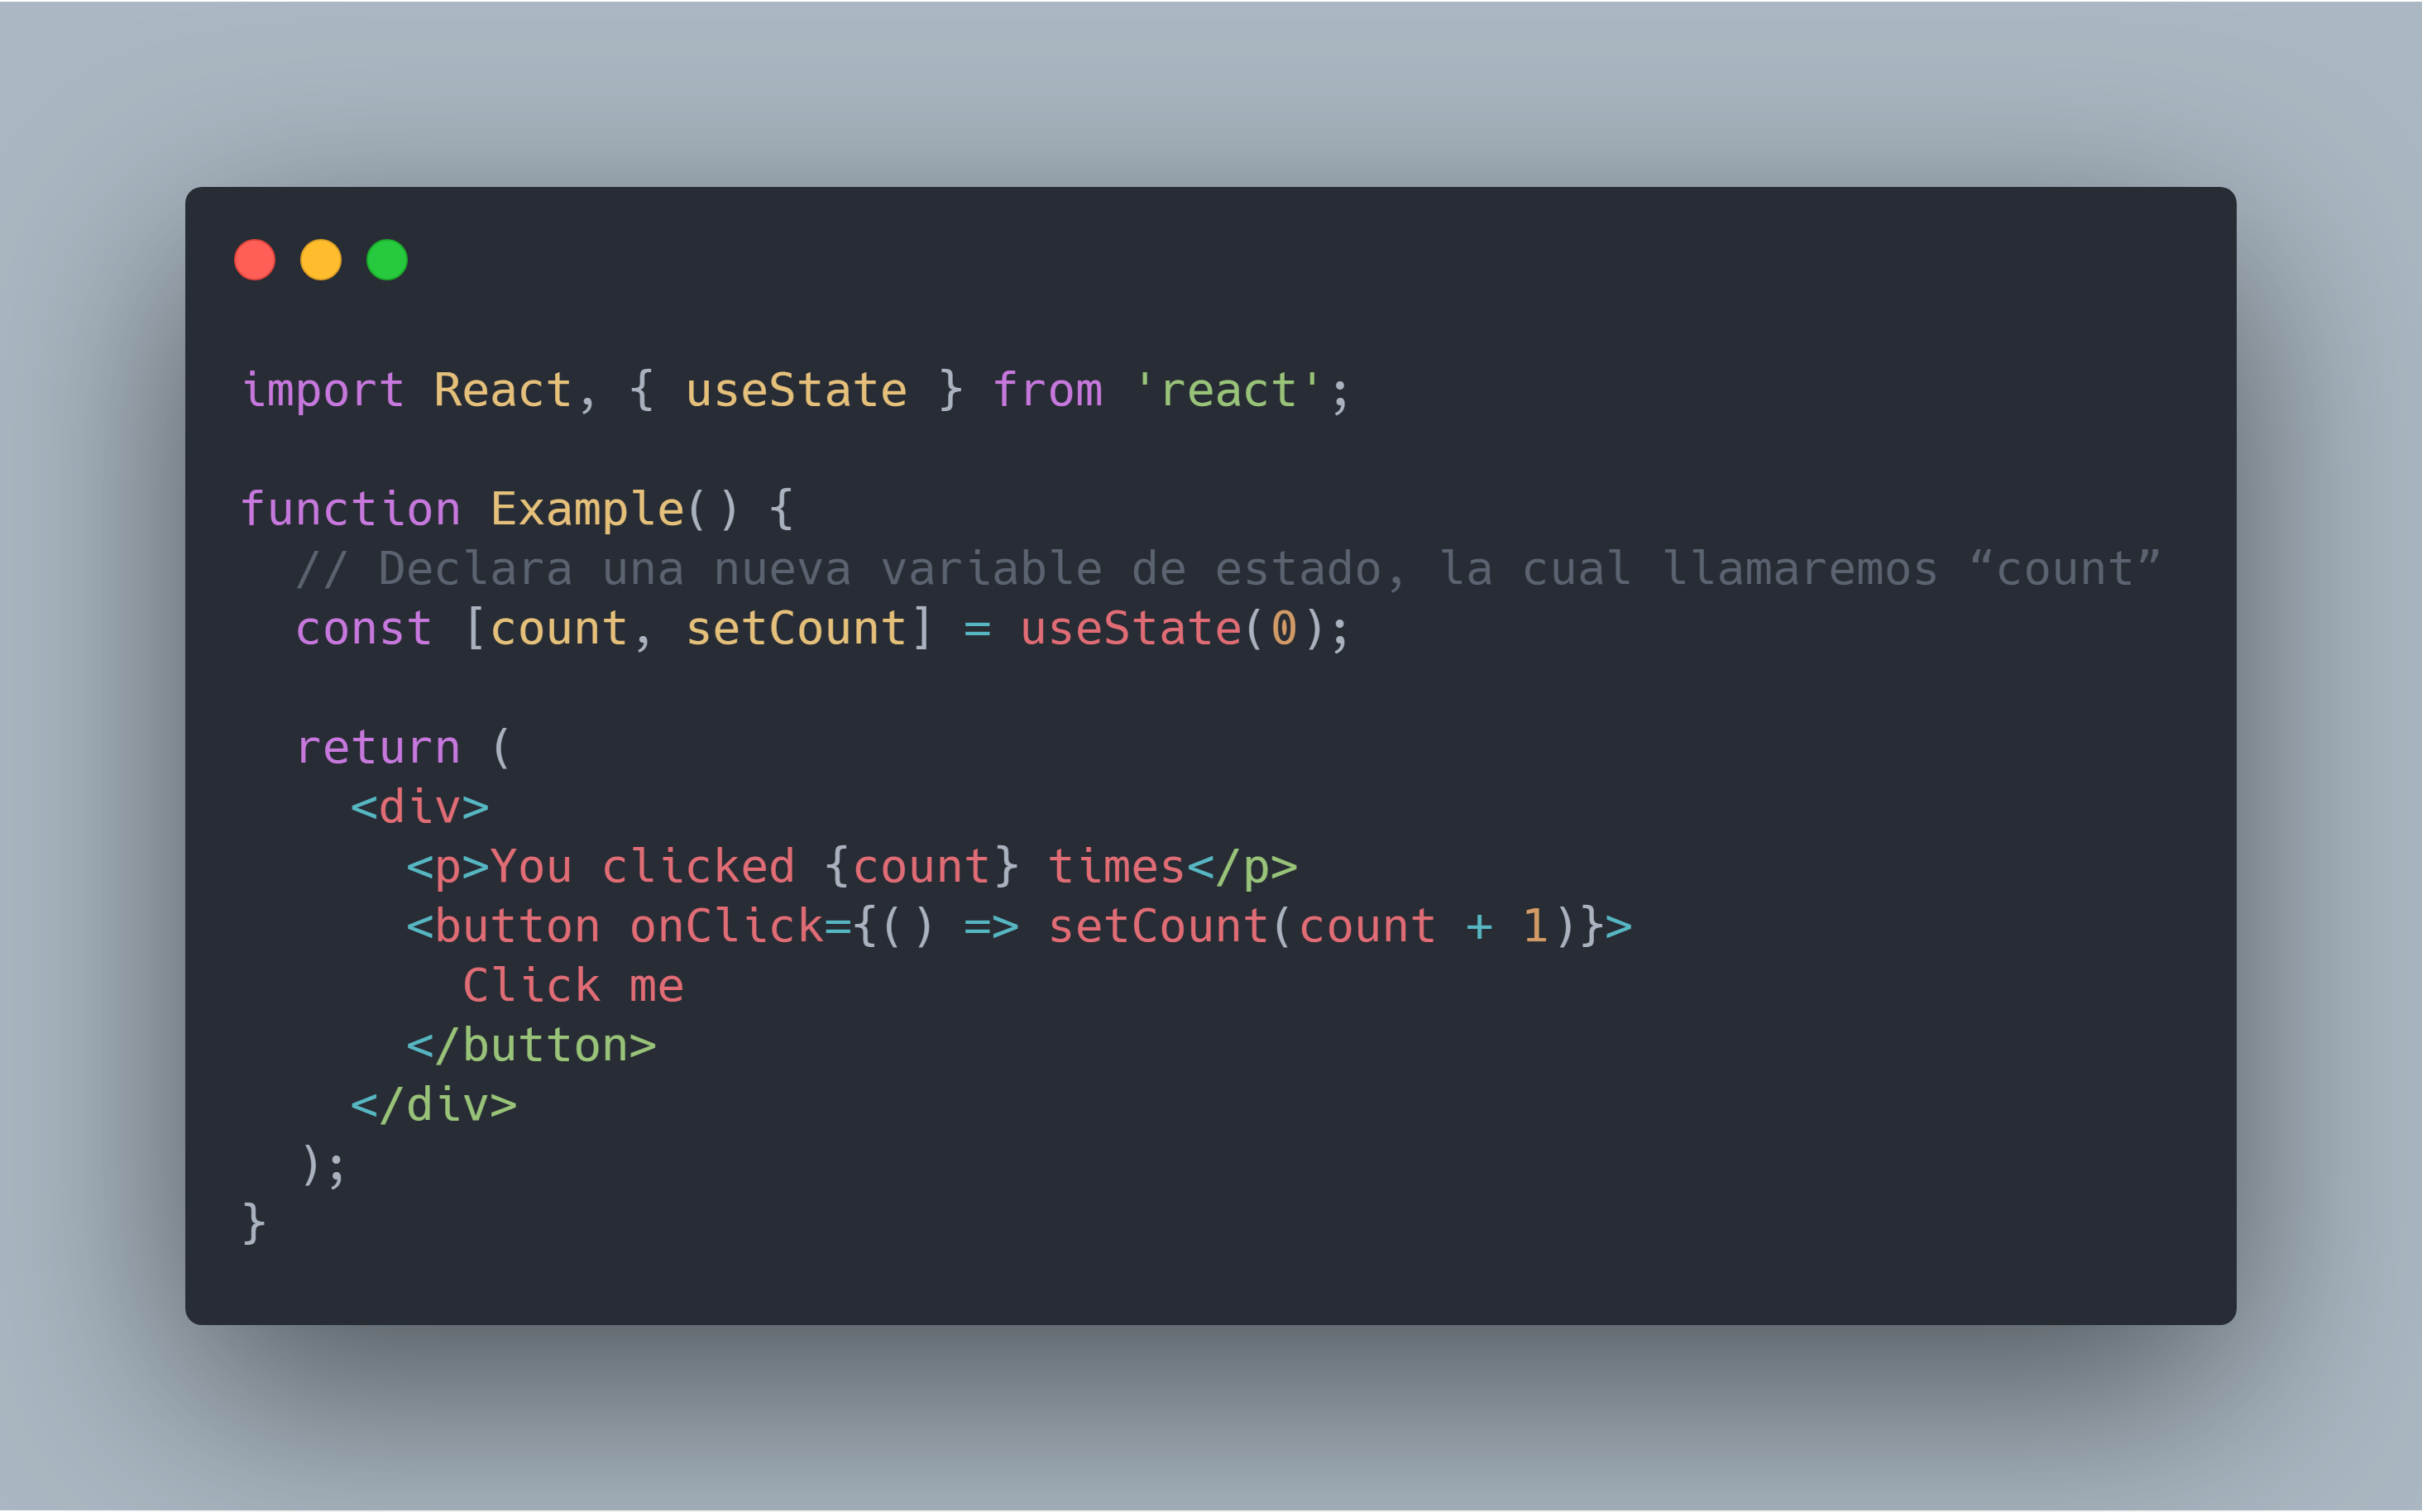 import React, { useState } from 'react';

function Example() {
  // Declara una nueva variable de estado, la cual llamaremos “count”
  const [count, setCount] = useState(0);

  return (
    <div>
      <p>You clicked {count} times</p>
      <button onClick={() => setCount(count + 1)}>
        Click me
      </button>
    </div>
  );
}